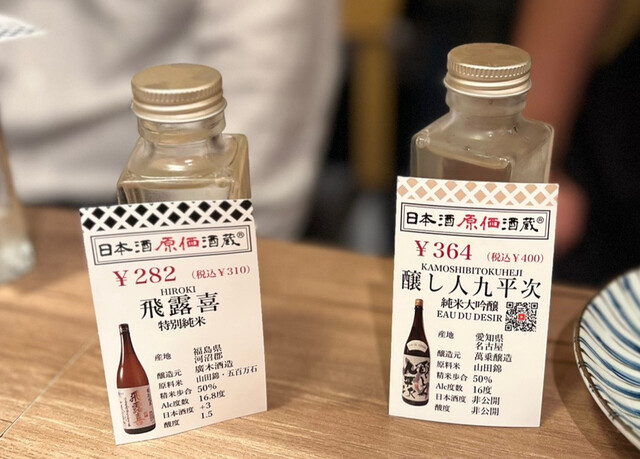 日本酒原価酒蔵®
¥282（税込¥310）
HIROKI
飛露喜
特別純米
産地 福島県
河沼郡
醸造元 廣木酒造
原料米 山田錦・五百万石
精米歩合 50%
Alc度数 16.8度
日本酒度 +3
酸度 1.5
日本酒原価酒蔵®
¥364（税込¥400）
KAMOSHIBITOKUHEJI
醸し人九平次
純米大吟醸
EAU DU DESIR
産地 愛知県
名古屋
醸造元 萬乗醸造
原料米 山田錦
精米歩合 50%
Alc度数 16度
日本酒度 非公開
酸度 非公開